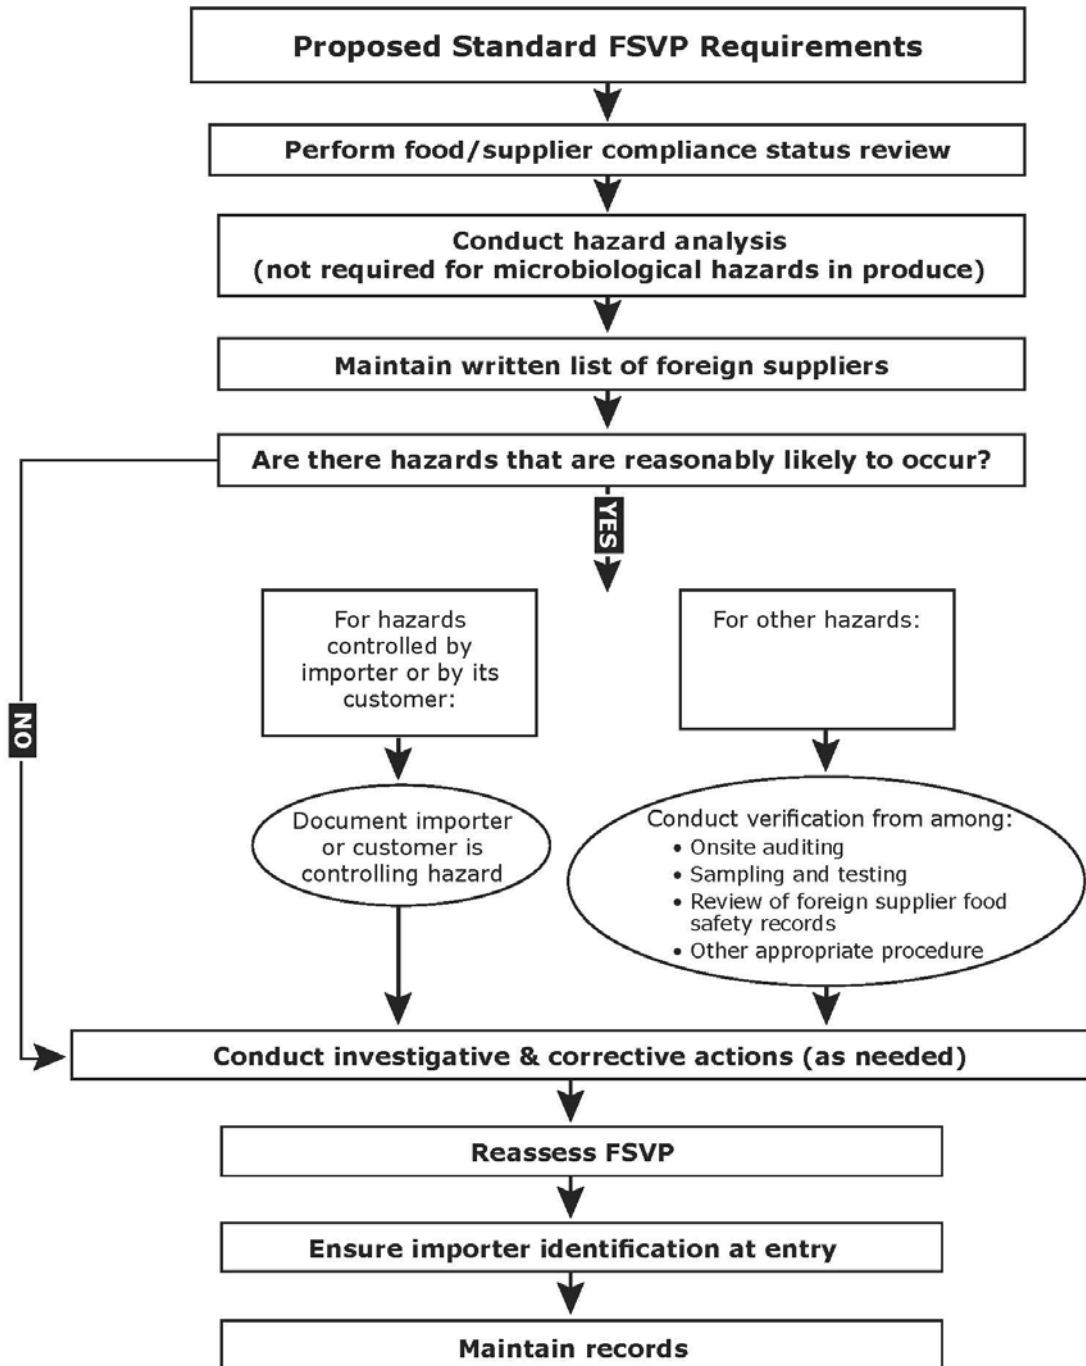 Proposed Standard FSVP Requirements
Perform food/supplier compliance status review
Conduct hazard analysis
(not required for microbiological hazards in produce)
Maintain written list of foreign suppliers
Are there hazards that are reasonably likely to occur?
YES
NO
For hazards
controlled by
importer or by its
customer:
For other hazards:
Document importer
or customer is
controlling hazard
Conduct verification from among:
• Onsite auditing
• Sampling and testing
• Review of foreign supplier food
safety records
• Other appropriate procedure
Conduct investigative & corrective actions (as needed)
Reassess FSVP
Ensure importer identification at entry
Maintain records